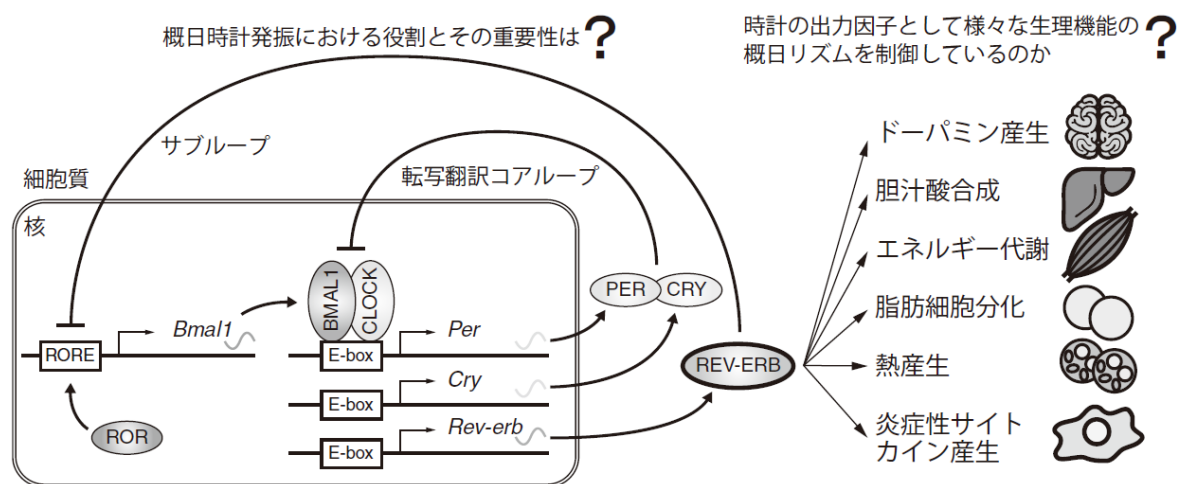 概日時計発振における役割とその重要性は?
時計の出力因子として様々な生理機能の
概日リズムを制御しているのか?
サブループ
転写翻訳コアループ
細胞質
核
BMAL1
CLOCK
Bmal1
RORE
ROR
E-box
Per
E-box
Cry
E-box
Rev-erb
PER
CRY
REV-ERB
ドーパミン産生
胆汁酸合成
エネルギー代謝
脂肪細胞分化
熱産生
炎症性サイト
カイン産生